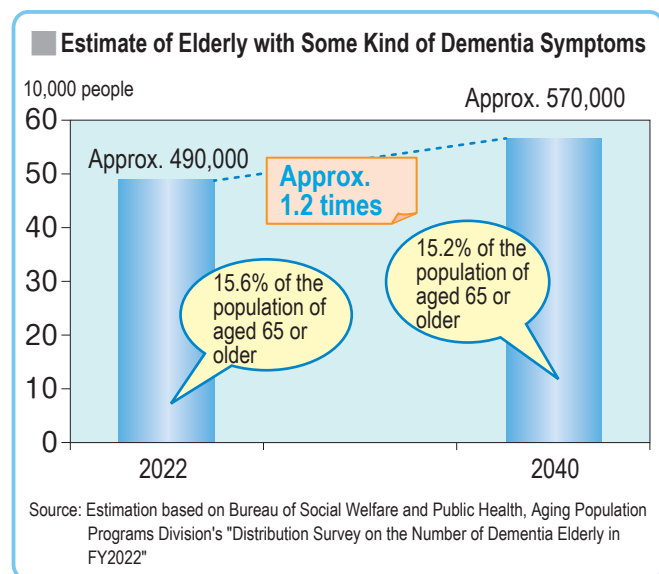 Estimate of Elderly with Some Kind of Dementia Symptoms
10,000 people
Approx. 570,000
60
Approx. 490,000
50
Approx.
1.2 times
40
30
20
10
0
15.6% of the
population of
aged 65 or
older
15.2% of the
population of
aged 65 or
older
2022
2040
Source: Estimation based on Bureau of Social Welfare and Public Health, Aging Population
Programs Division's "Distribution Survey on the Number of Dementia Elderly in
FY2022"